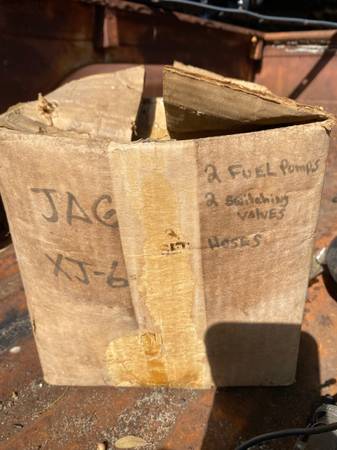 JAG
XJ-6
2 FUEL PUMPS
2 Switching
VALVES
HOSES